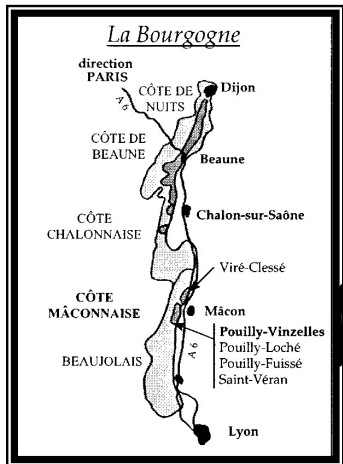 La Bourgogne
direction
PARIS
A6
CÔTE DE
NUITS
Dijon
CÔTE DE
BEAUNE
Beaune
Chalon-sur-Saône
CÔTE
CHALONNAISE
Viré-Clessé
CÔTE
MÂCONNAISE
Mâcon
Pouilly-Vinzelles
Pouilly-Loché
Pouilly-Fuissé
Saint-Véran
A6
BEAUJOLAIS
Lyon